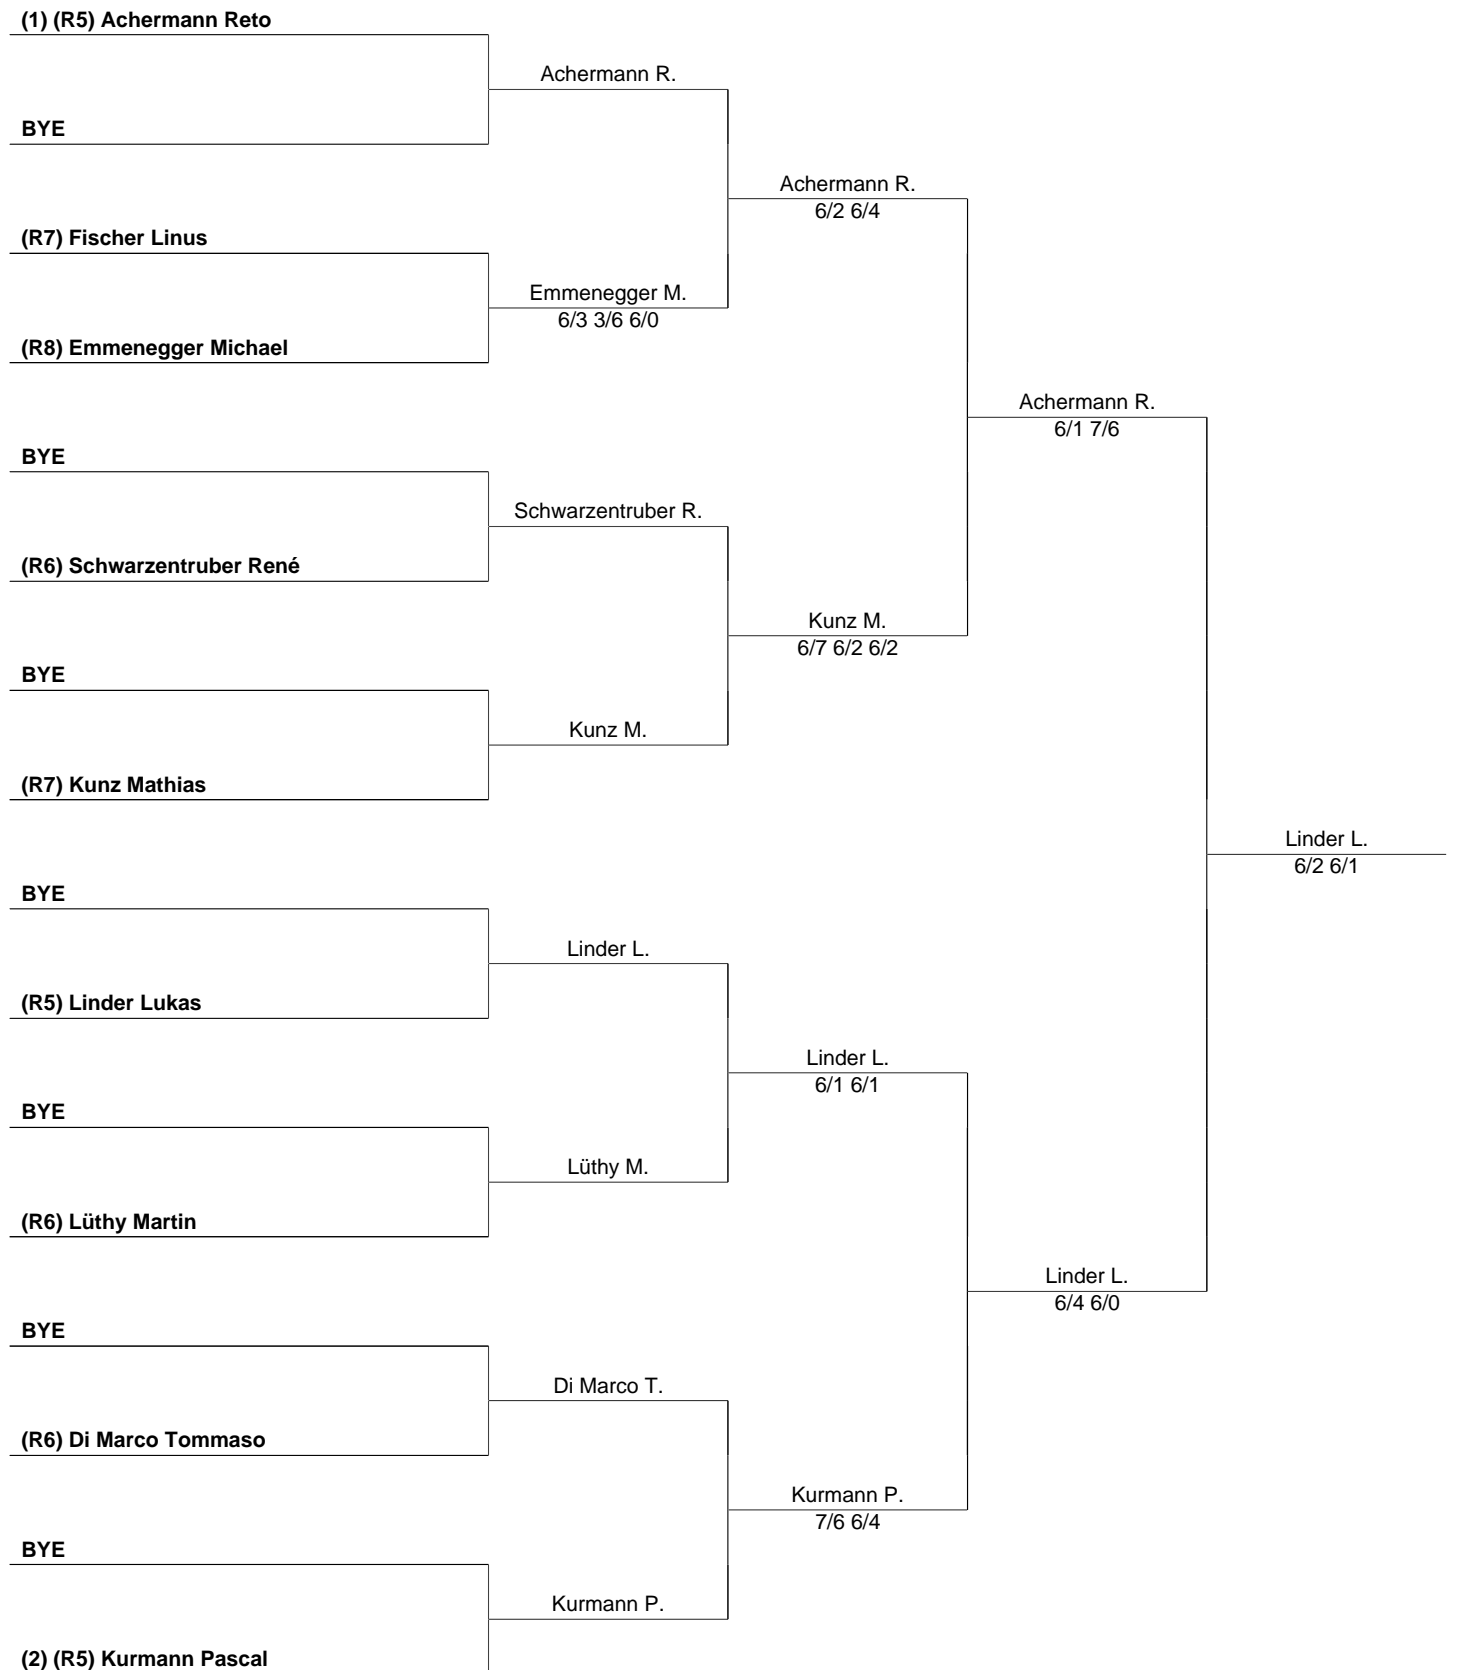 (1) (R5) Achermann Reto
Achermann R.
BYE
Achermann R.
6/2 6/4
(R7) Fischer Linus
Emmenegger M.
6/3 3/6 6/0
(R8) Emmenegger Michael
Achermann R.
6/1 7/6
BYE
Schwarzentruber R.
(R6) Schwarzentruber René
Kunz M.
6/7 6/2 6/2
BYE
Kunz M.
(R7) Kunz Mathias
Linder L.
6/2 6/1
BYE
Linder L.
(R5) Linder Lukas
Linder L.
6/1 6/1
BYE
Lüthy M.
(R6) Lüthy Martin
Linder L.
6/4 6/0
BYE
Di Marco T.
(R6) Di Marco Tommaso
Kurmann P.
7/6 6/4
BYE
Kurmann P.
(2) (R5) Kurmann Pascal